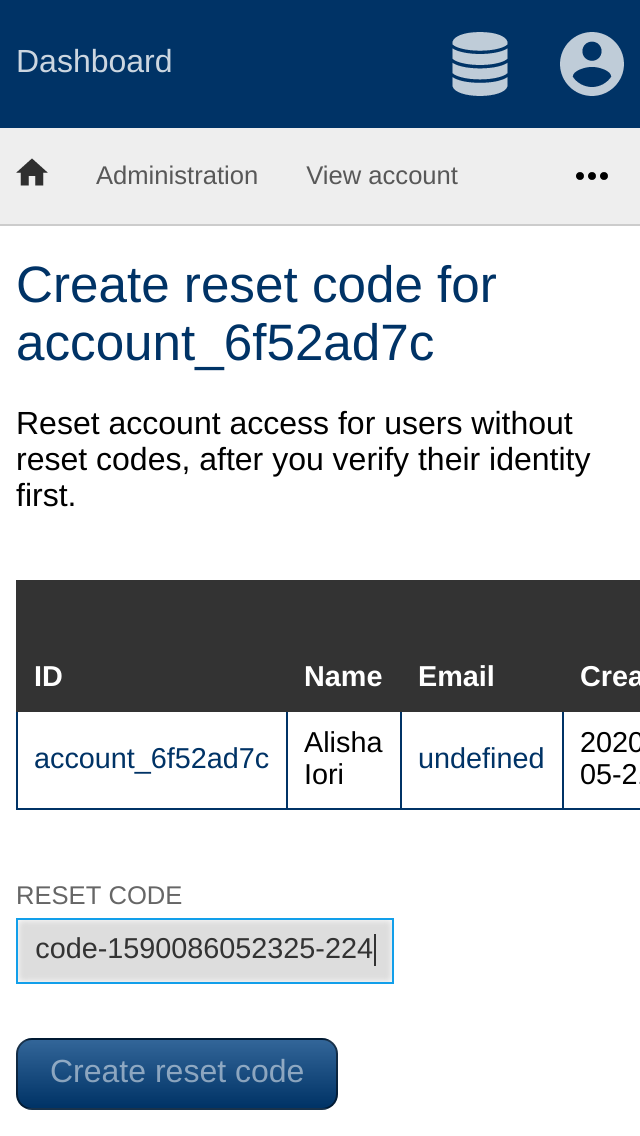 Dashboard
Administration View account
Create reset code for
account_6f52ad7c
Reset account access for users without
reset codes, after you verify their identity
first.
ID Name Email Crea
account_6f52ad7c Alisha Iori undefined 2020 05-2
RESET CODE
code-1590086052325-224
Create reset code